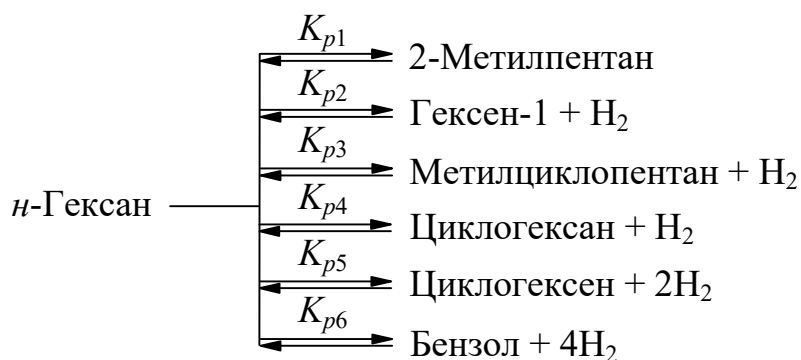 K_{p1}
2-Метилпентан
K_{p2}
Гексен-1 + H₂
K_{p3}
Метилциклопентан + H₂
н-Гексан
K_{p4}
Циклогексан + H₂
K_{p5}
Циклогексен + 2H₂
K_{p6}
Бензол + 4H₂